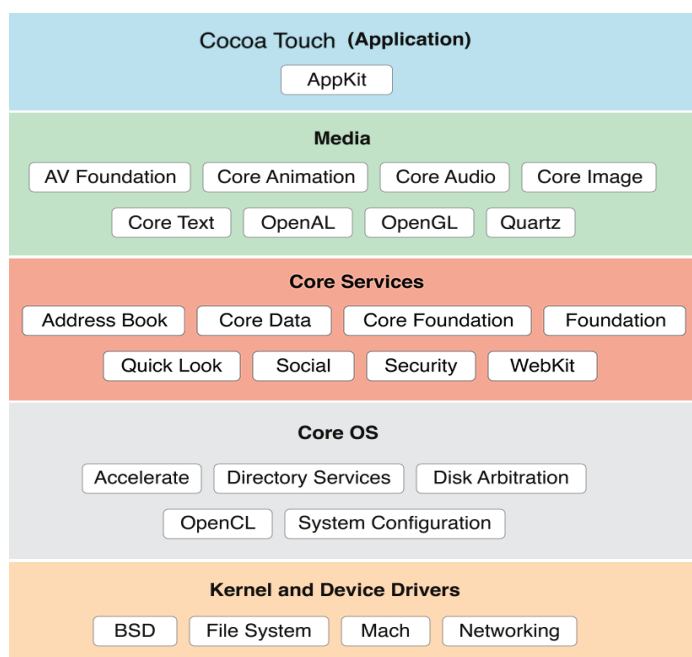 Cocoa Touch (Application)
AppKit
Media
AV Foundation Core Animation Core Audio Core Image
Core Text OpenAL OpenGL Quartz
Core Services
Address Book Core Data Core Foundation Foundation
Quick Look Social Security WebKit
Core OS
Accelerate Directory Services Disk Arbitration
OpenCL System Configuration
Kernel and Device Drivers
BSD File System Mach Networking